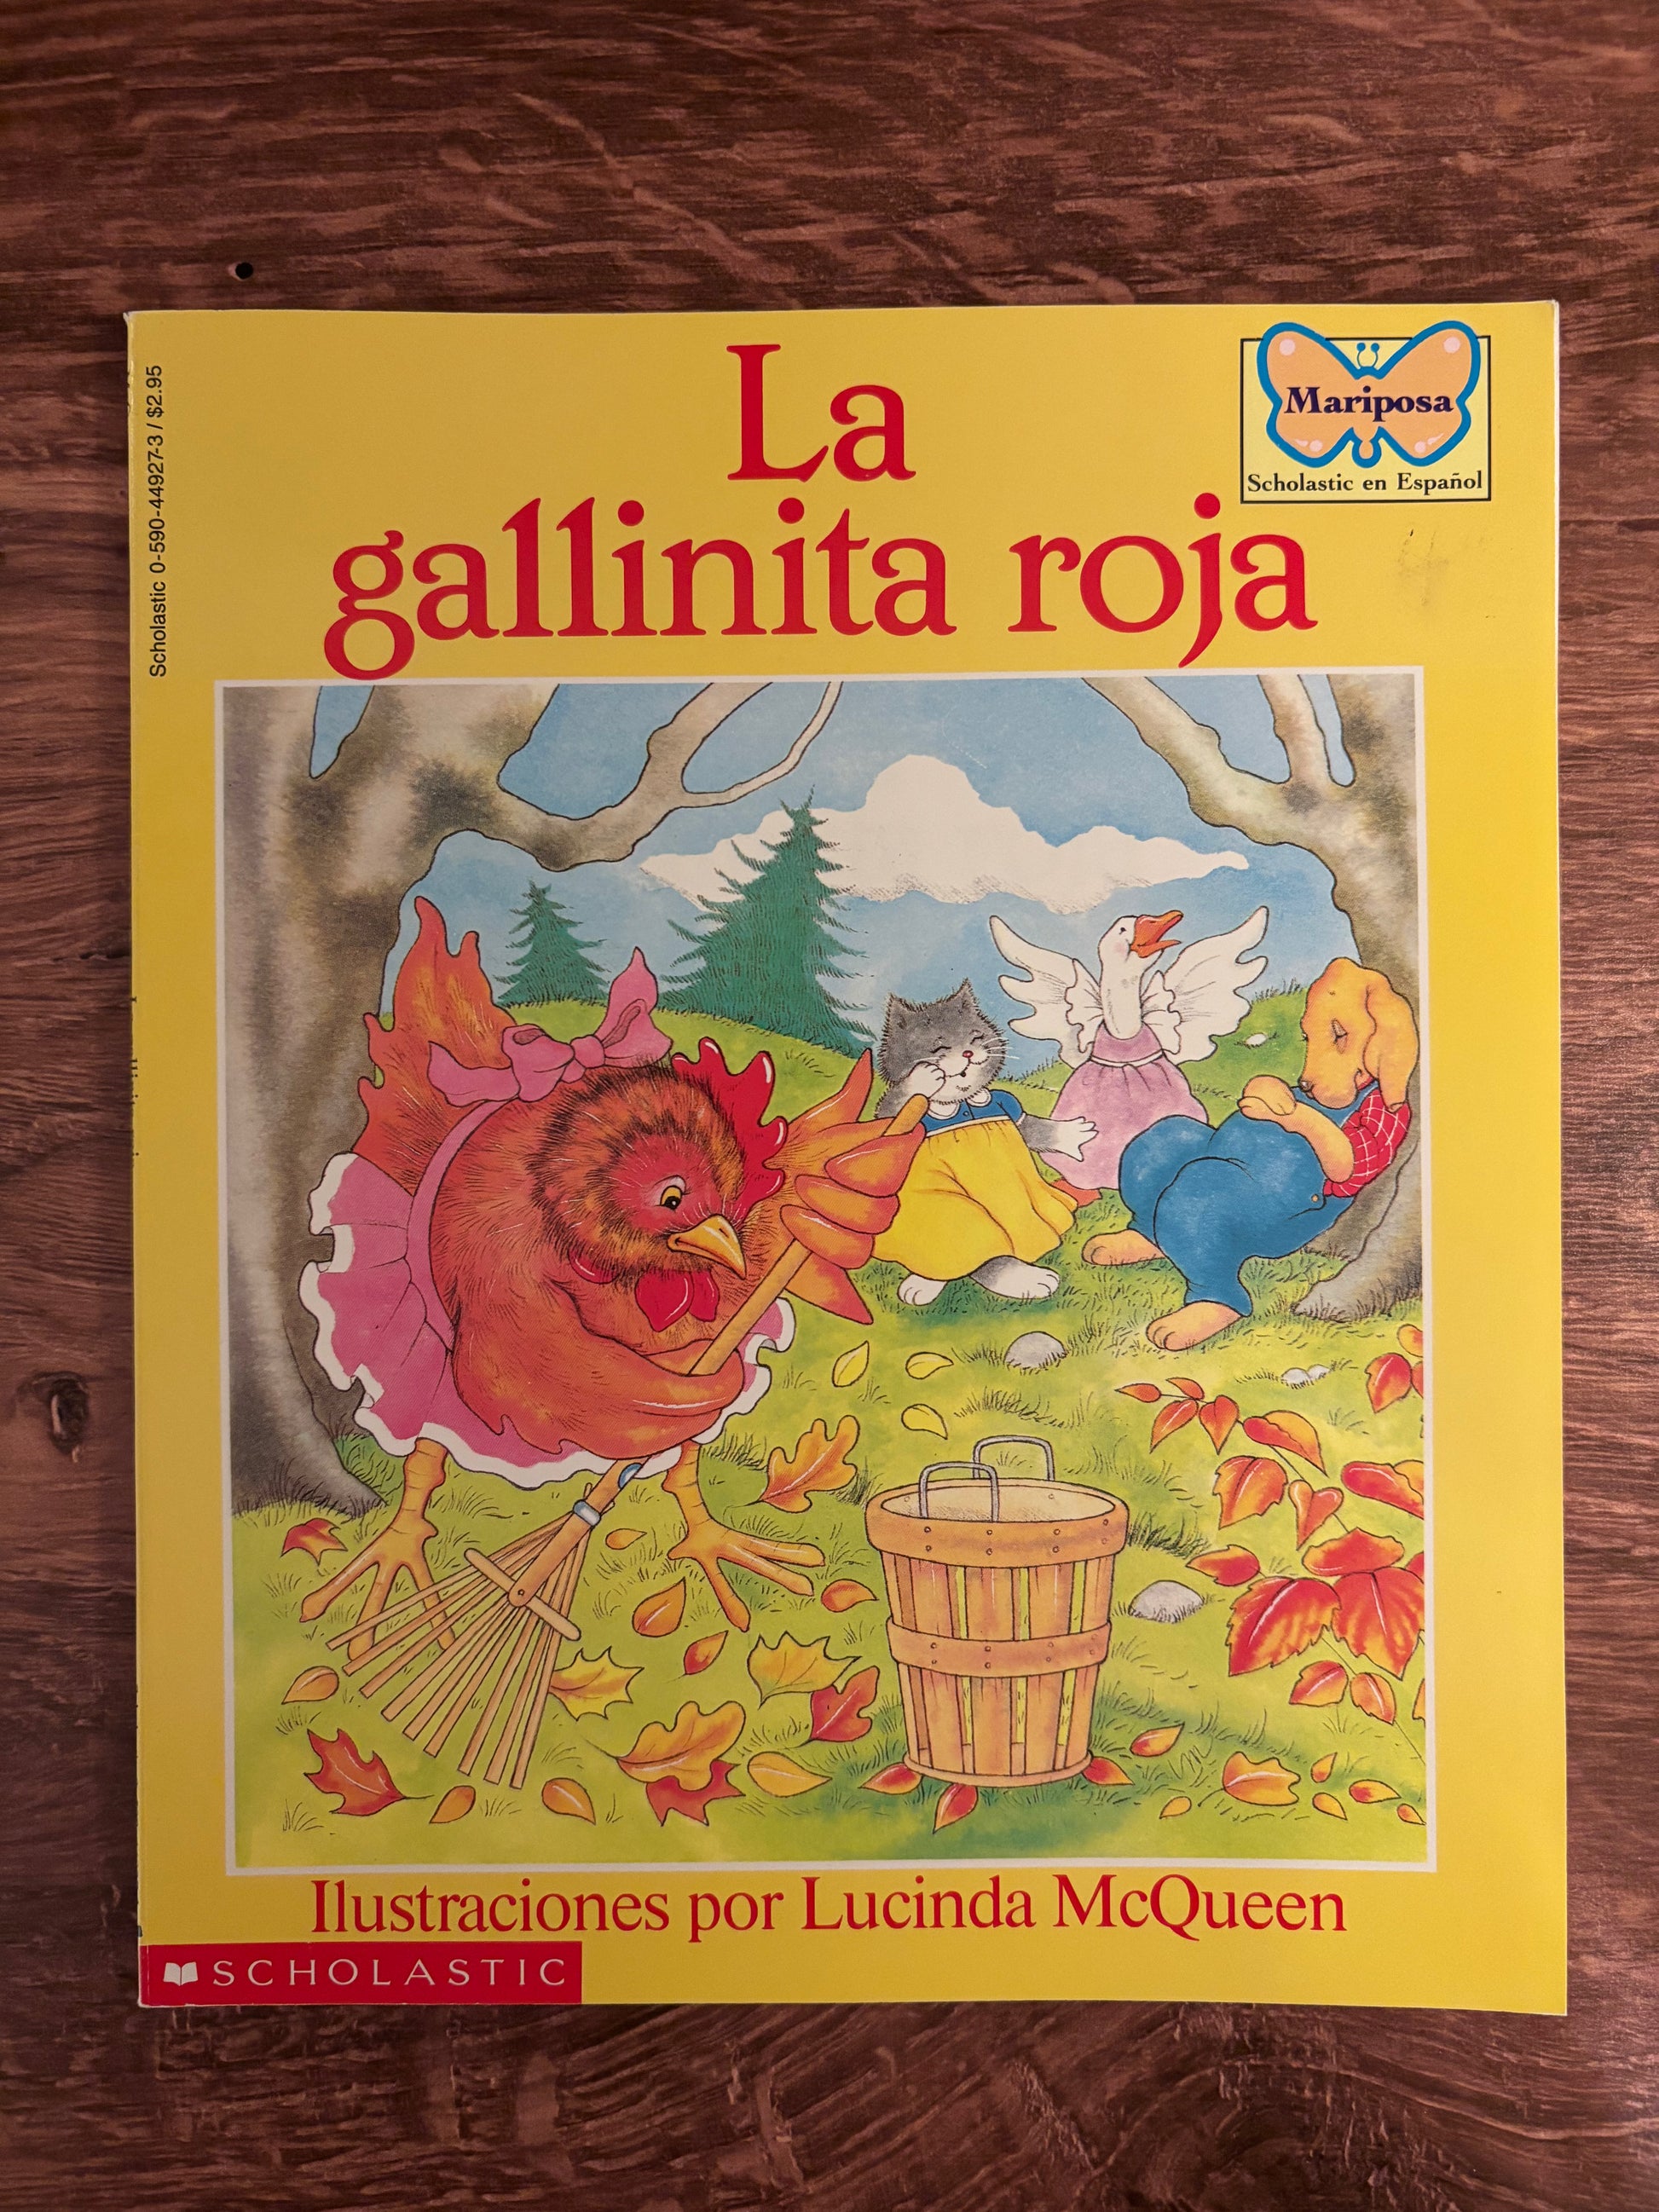 Scholastic 0-590-44927-3 / $2.95
La
gallinita roja
Mariposa
Scholastic en Español
Ilustraciones por Lucinda McQueen
SCHOLASTIC